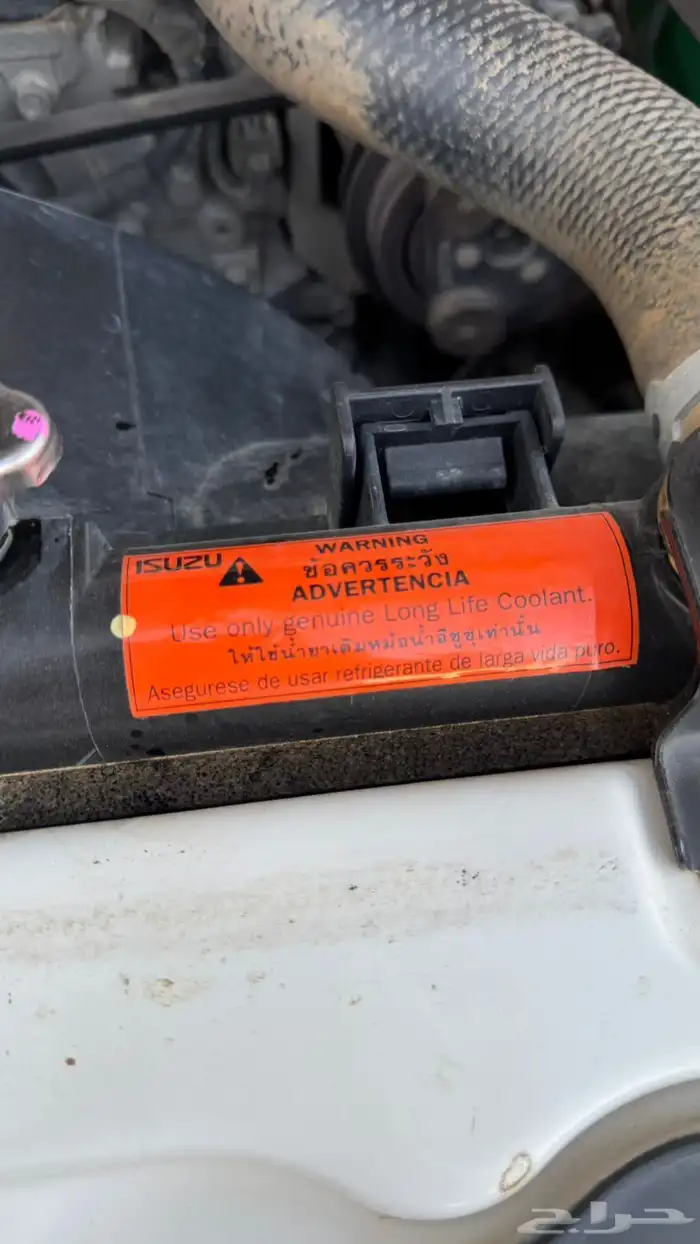 ISUZU
WARNING
ข้อควรระวัง
ADVERTENCIA
Use only genuine Long Life Coolant.
ให้ใช้น้ำยาเติมหม้อน้ำอีซูซุเท่านั้น
Asegurese de usar refrigerante de larga vida puro.
حراج